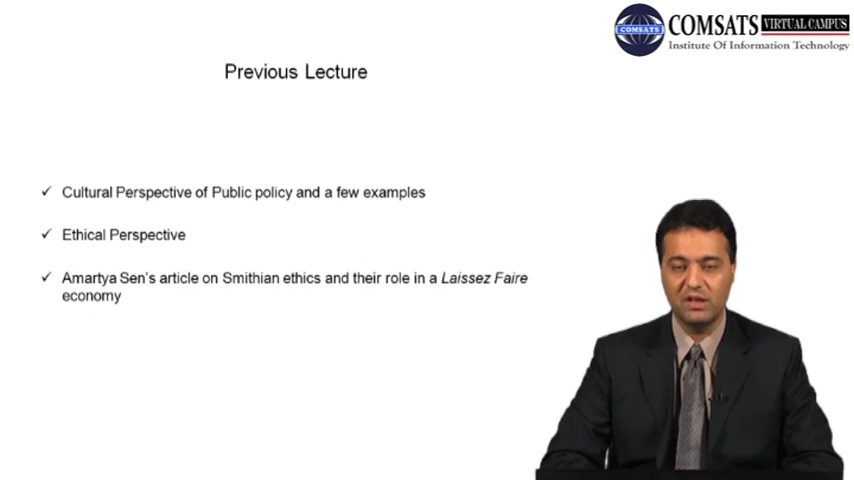 COMSATS VIRTUAL CAMPUS
COMSATS
Institute Of Information Technology
Previous Lecture
✓ Cultural Perspective of Public policy and a few examples
✓ Ethical Perspective
✓ Amartya Sen's article on Smithian ethics and their role in a Laissez Faire
economy